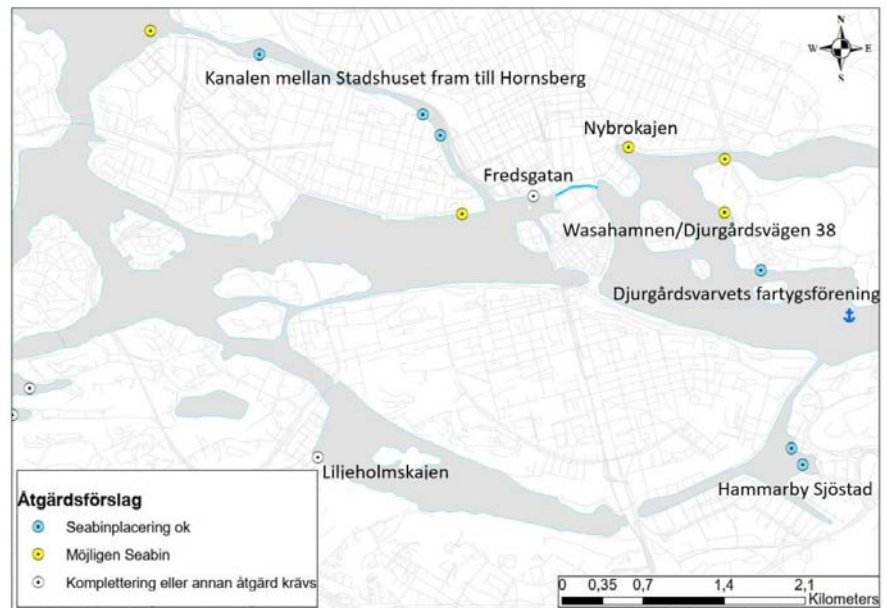 N
W E
S
Kanalen mellan Stadshuset fram till Hornsberg
Nybrokajen
Fredsgatan
Wasahamnen/Djurgårdsvägen 38
Djurgårdsvarvets fartygsförening
Liljeholmskajen
Hammarby Sjöstad
Åtgärdsförslag
Seabinplacering ok
Möjligen Seabin
Komplettering eller annan åtgärd krävs
0 0,35 0,7 1,4 2,1
Kilometers